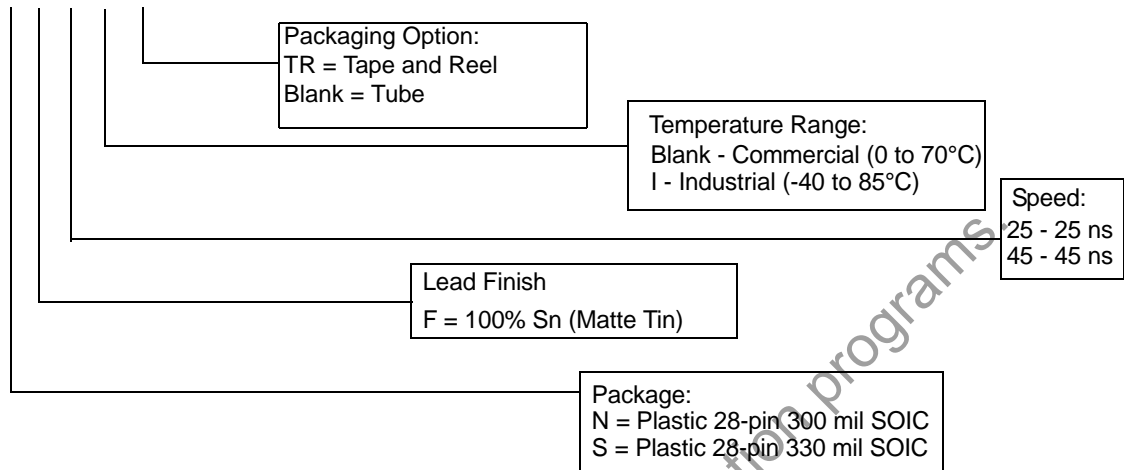 Packaging Option:
TR = Tape and Reel
Blank = Tube
Temperature Range:
Blank - Commercial (0 to 70°C)
I - Industrial (-40 to 85°C)
Speed:
25 - 25 ns
45 - 45 ns
Lead Finish
F = 100% Sn (Matte Tin)
Package:
N = Plastic 28-pin 300 mil SOIC
S = Plastic 28-pin 330 mil SOIC
programs.